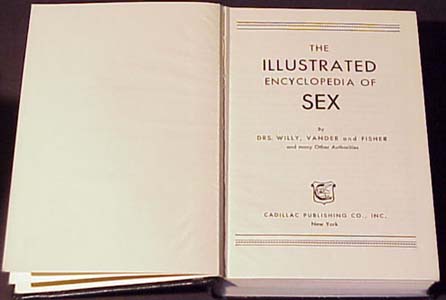 THE
ILLUSTRATED
ENCYCLOPEDIA OF
SEX
By
DRS. WILLY, VANDER and FISHER
and many Other Authorities
CADILLAC PUBLISHING CO., INC.
New York